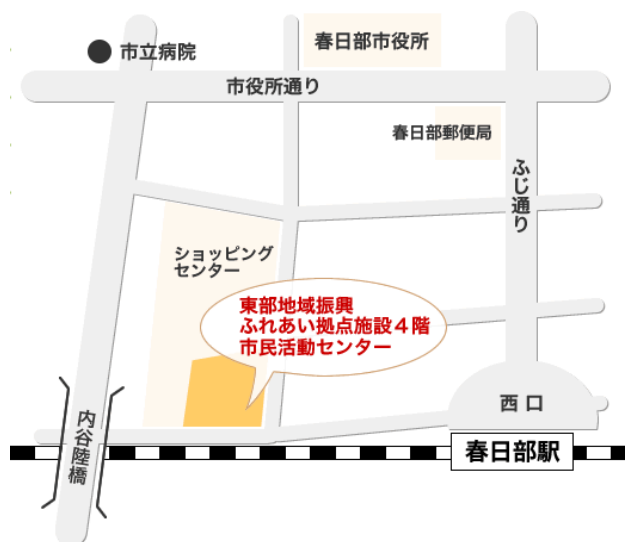 春日部市役所
市立病院
市役所通り
春日部郵便局
ふじ通り
ショッピング
センター
東部地域振興
ふれあい拠点施設４階
市民活動センター
西口
内谷陸橋
春日部駅